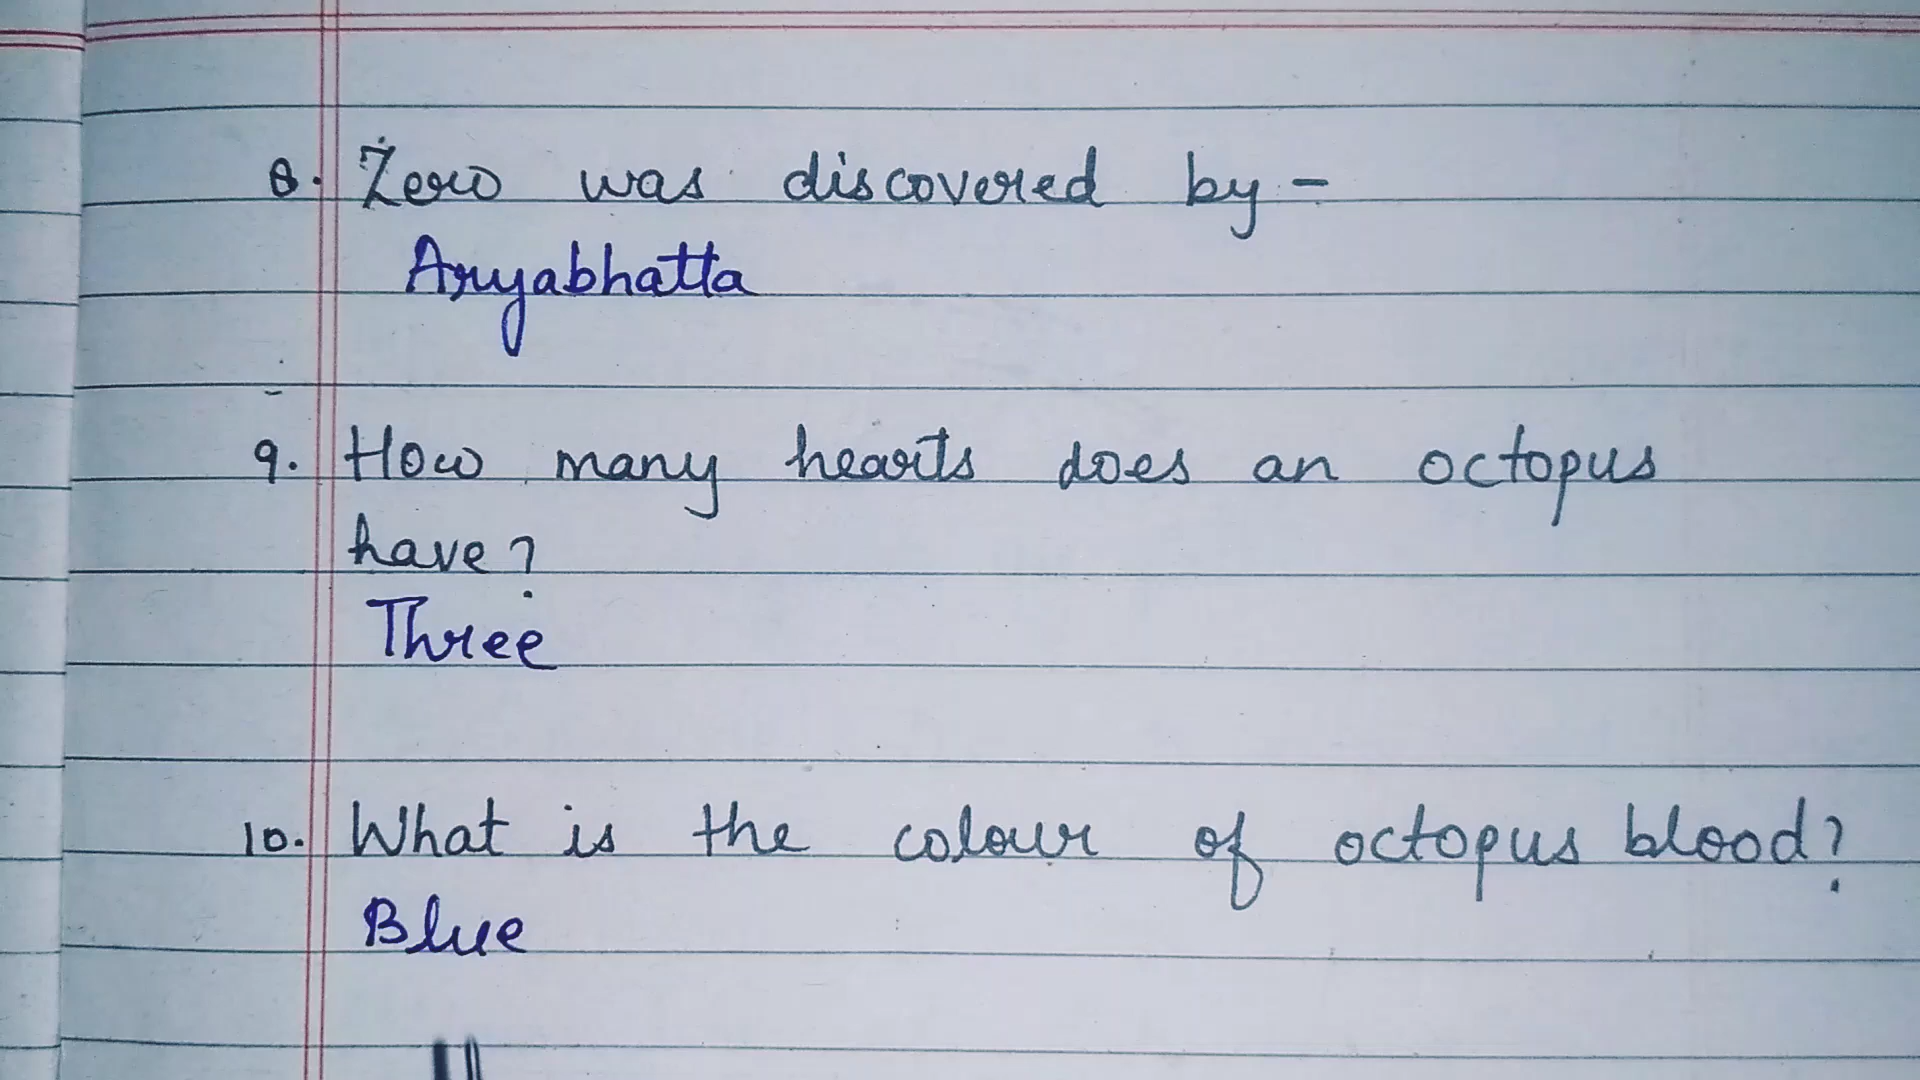 8. Zero was discovered by -
Aryabhatta
9. How many hearts does an octopus
have?
Three
10. What is the colour of octopus blood?
Blue